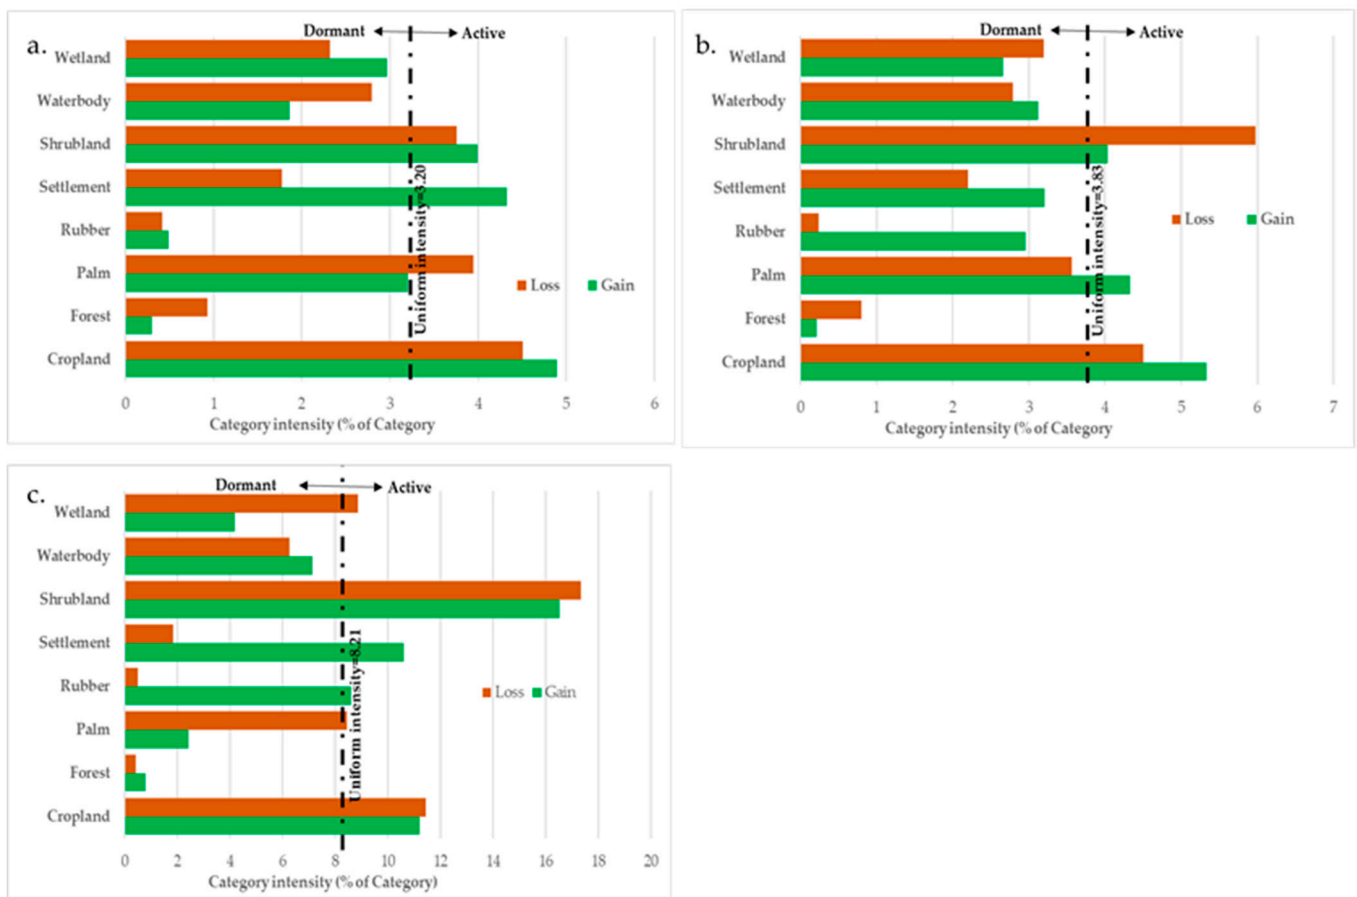 a.
Dormant
Active
Wetland
Waterbody
Shrubland
Settlement
Rubber
Palm
Forest
Cropland
Uniform intensity=3.20
Loss
Gain
0 1 2 3 4 5 6
Category intensity (% of Category
b.
Dormant
Active
Wetland
Waterbody
Shrubland
Settlement
Rubber
Palm
Forest
Cropland
Uniform intensity=3.83
Loss
Gain
0 1 2 3 4 5 6 7
Category intensity (% of Category
c.
Dormant
Active
Wetland
Waterbody
Shrubland
Settlement
Rubber
Palm
Forest
Cropland
Uniform intensity=8.21
Loss
Gain
0 2 4 6 8 10 12 14 16 18 20
Category intensity (% of Category)